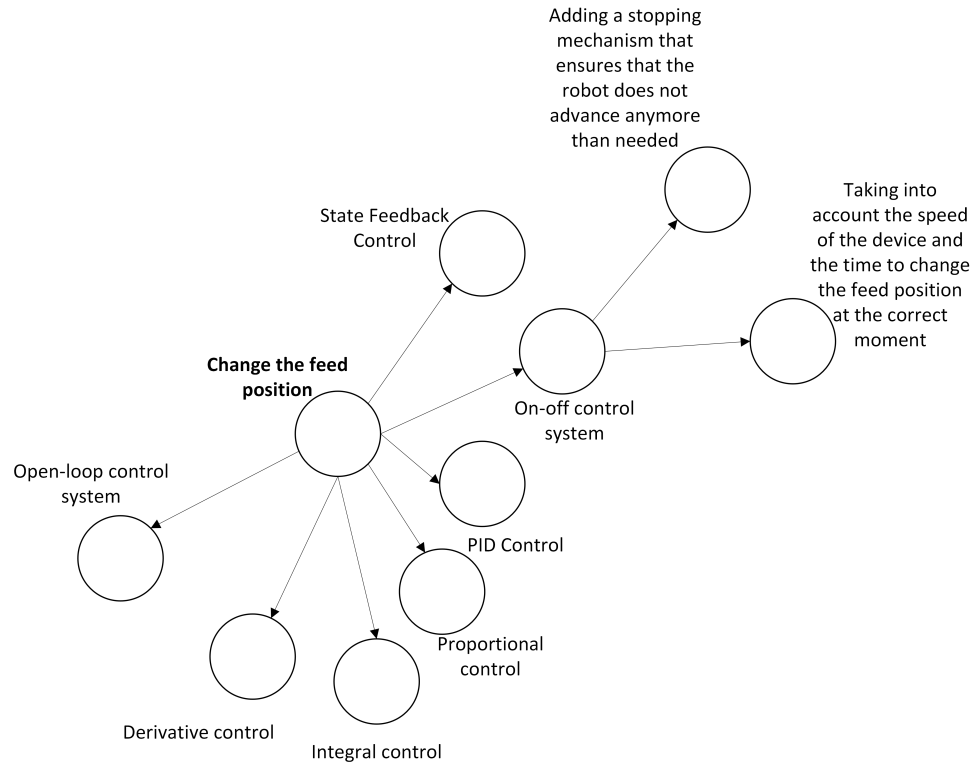 Adding a stopping
mechanism that
ensures that the
robot does not
advance anymore
than needed
Taking into
account the speed
of the device and
the time to change
the feed position
at the correct
moment
State Feedback
Control
Change the feed
position
On-off control
system
Open-loop control
system
PID Control
Proportional
control
Derivative control
Integral control